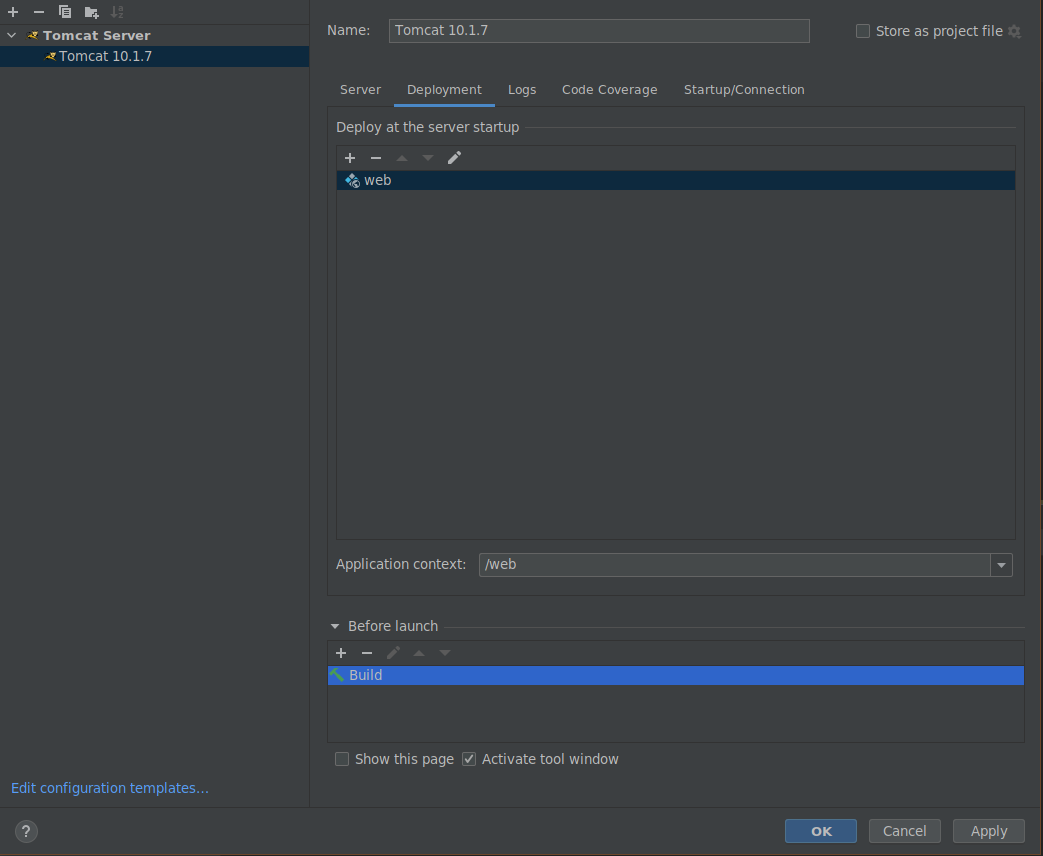 Tomcat Server
Tomcat 10.1.7
Edit configuration templates...
Name: Tomcat 10.1.7 Store as project file
Server Deployment Logs Code Coverage Startup/Connection
Deploy at the server startup
web
Application context: /web
Before launch
Build
Show this page Activate tool window
? OK Cancel Apply